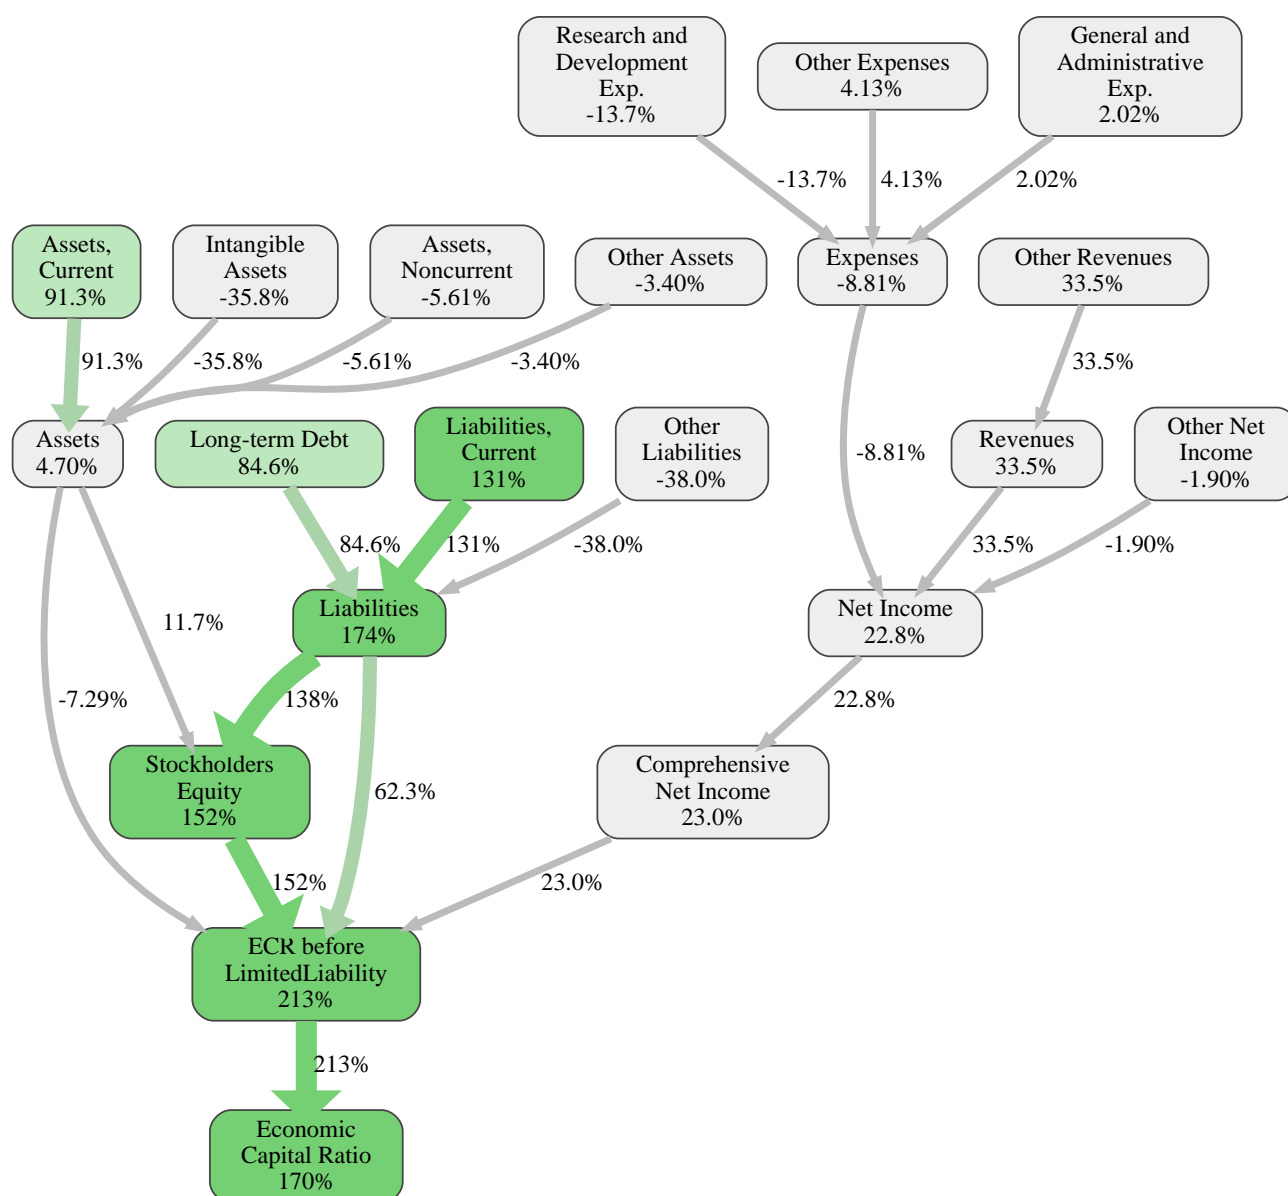 Research and
Development
Exp.
-13.7%
Other Expenses
4.13%
General and
Administrative
Exp.
2.02%
-13.7%
4.13%
2.02%
Assets,
Current
91.3%
Intangible
Assets
-35.8%
Assets,
Noncurrent
-5.61%
Other Assets
-3.40%
Expenses
-8.81%
Other Revenues
33.5%
91.3%
-35.8%
-5.61%
-3.40%
33.5%
Assets
4.70%
Long-term Debt
84.6%
Liabilities,
Current
131%
Other
Liabilities
-38.0%
-8.81%
Revenues
33.5%
Other Net
Income
-1.90%
84.6%
131%
-38.0%
33.5%
-1.90%
Liabilities
174%
Net Income
22.8%
11.7%
-7.29%
138%
22.8%
Stockholders
Equity
152%
62.3%
Comprehensive
Net Income
23.0%
152%
23.0%
ECR before
LimitedLiability
213%
213%
Economic
Capital Ratio
170%